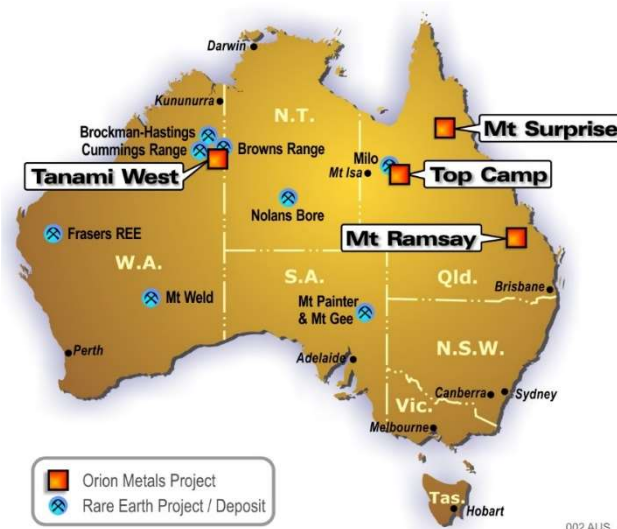 Darwin
Kununurra
N.T.
Brockman-Hastings
Cummings Range
Browns Range
Tanami West
Mt Surprise
Milo
Mt Isa
Top Camp
Nolans Bore
Frasers REE
Mt Ramsay
W.A.
S.A.
Qld.
Mt Weld
Mt Painter
& Mt Gee
Brisbane
N.S.W.
Perth
Adelaide
Canberra
Sydney
Vic.
Melbourne
Orion Metals Project
Rare Earth Project / Deposit
Tas.
Hobart
002 AUS